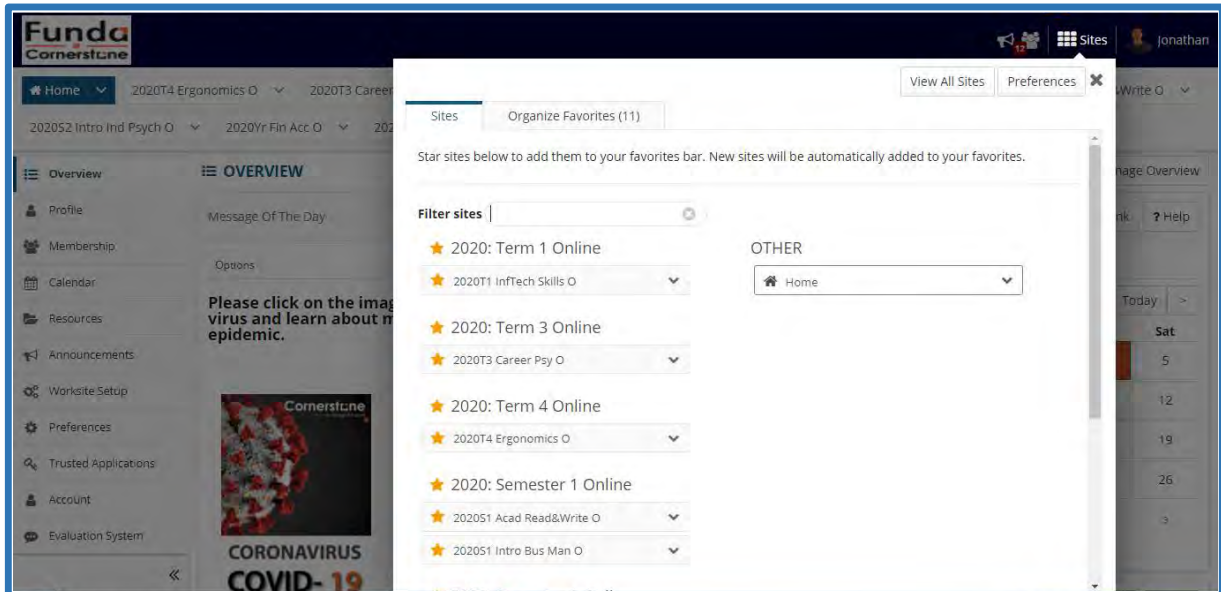 Funda
Cornerstone
12
Sites
Jonathan
Home
2020T4 Ergonomics O
2020T3 Career
Write O
2020S2 Intro Ind Psych O
2020Yr Fin Acc O
202
View All Sites
Preferences
Sites
Organize Favorites (11)
Star sites below to add them to your favorites bar. New sites will be automatically added to your favorites.
Filter sites
2020: Term 1 Online
2020T1 InfTech Skills O
2020: Term 3 Online
2020T3 Career Psy O
2020: Term 4 Online
2020T4 Ergonomics O
2020: Semester 1 Online
2020S1 Acad Read&Write O
2020S1 Intro Bus Man O
OTHER
Home
Overview
Profile
Membership
Calendar
Resources
Announcements
Worksite Setup
Preferences
Trusted Applications
Account
Evaluation System
«
OVERVIEW
Message Of The Day
Options
Please click on the imag
virus and learn about m
epidemic.
Cornerstone
CORONAVIRUS
COVID- 19
nage Overview
nk
? Help
Today >
Sat
5
12
19
26
3